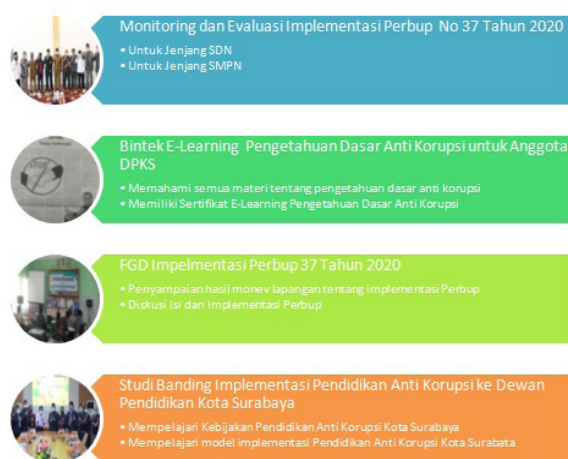 Monitoring dan Evaluasi Implementasi Perbup No 37 Tahun 2020
• Untuk Jenjang SDN
• Untuk Jenjang SMPN
Bintek E-Learning Pengetahuan Dasar Anti Korupsi untuk Anggota
DPKS
• Memahami semua materi tentang pengetahuan dasar anti korupsi
• Memiliki Sertifikat E-Learning Pengetahuan Dasar Anti Korupsi
FGD Impelmentasi Perbup 37 Tahun 2020
• Penyampaian hasil monev lapangan tentang implementasi Perbup
• Diskusi Isi dan Implementasi Perbup
Studi Banding Implementasi Pendidikan Anti Korupsi ke Dewan
Pendidikan Kota Surabaya
• Mempelajari Kebijakan Pendidikan Anti Korupsi Kota Surabaya
• Mempelajari model implementasi Pendidikan Anti Korupsi Kota Surabata